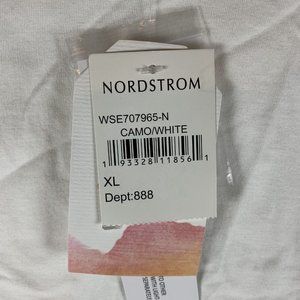 NORDSTROM
WSE707965-N
CAMO/WHITE
1 93328 11856 1
XL
Dept:888